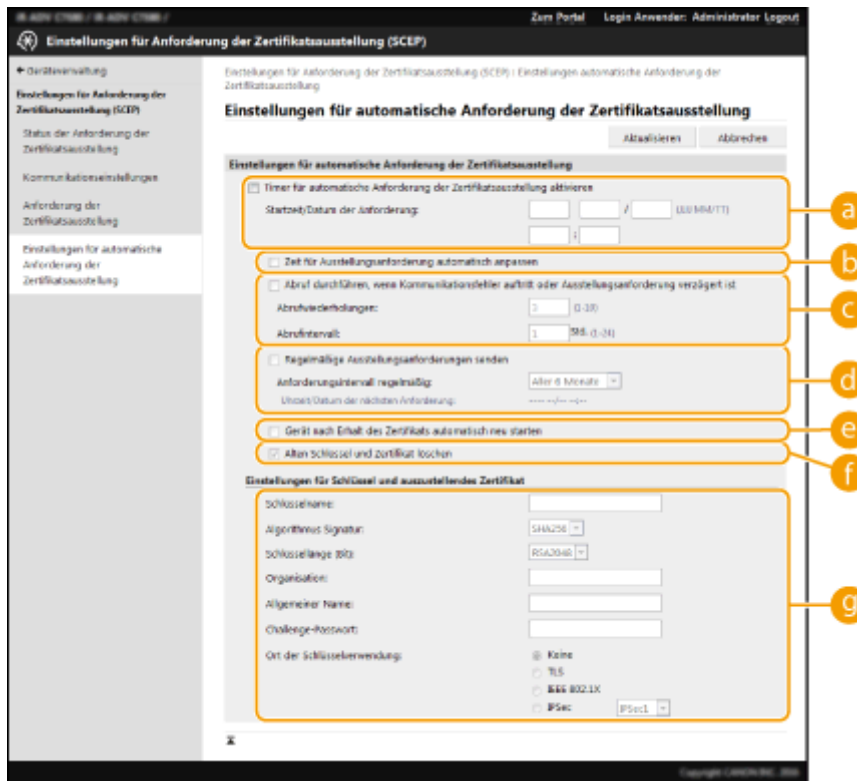 Zum Portal Login Anwender: Administrator Logout
Einstellungen für Anforderung der Zertifikatsausstellung (SCEP)
Geräteverwaltung
Einstellungen für Anforderung der
Zertifikatsausstellung (SCEP)
Status der Anforderung der
Zertifikatsausstellung
Kommunikationseinstellungen
Anforderung der
Zertifikatsausstellung
Einstellungen für automatische
Anforderung der
Zertifikatsausstellung
Einstellungen für Anforderung der Zertifikatsausstellung (SCEP) : Einstellungen automatische Anforderung der
Zertifikatsausstellung
Einstellungen für automatische Anforderung der Zertifikatsausstellung
Aktualisieren Abbrechen
Einstellungen für automatische Anforderung der Zertifikatsausstellung
Timer für automatische Anforderung der Zertifikatsausstellung aktivieren
Startzeit/Datum der Anforderung: / (JJJJ MM/TT)
:
a
Zeit für Ausstellungsanforderung automatisch anpassen
b
Abruf durchführen, wenn Kommunikationsfehler auftritt oder Ausstellungsanforderung verzögert ist
Abrufwiederholungen: 3 (1-10)
Abrufintervall: 1 Std. (1-24)
c
Regelmäßige Ausstellungsanforderungen senden
Anforderungsintervall regelmäßig: Aller 6 Monate
Uhrzeit/Datum der nächsten Anforderung: ---- --/-- --:--
d
Gerät nach Erhalt des Zertifikats automatisch neu starten
e
Alten Schlüssel und Zertifikat löschen
f
Einstellungen für Schlüssel und auszustellendes Zertifikat
Schlüsselname:
Algorithmus Signatur: SHA256
Schlüssellänge (Bit): RSA2048
Organisation:
Allgemeiner Name:
Challenge-Passwort:
Ort der Schlüsselverwendung: Keine
TLS
IEEE 802.1X
IPSec IPSec1
g
Copyright CANON INC.